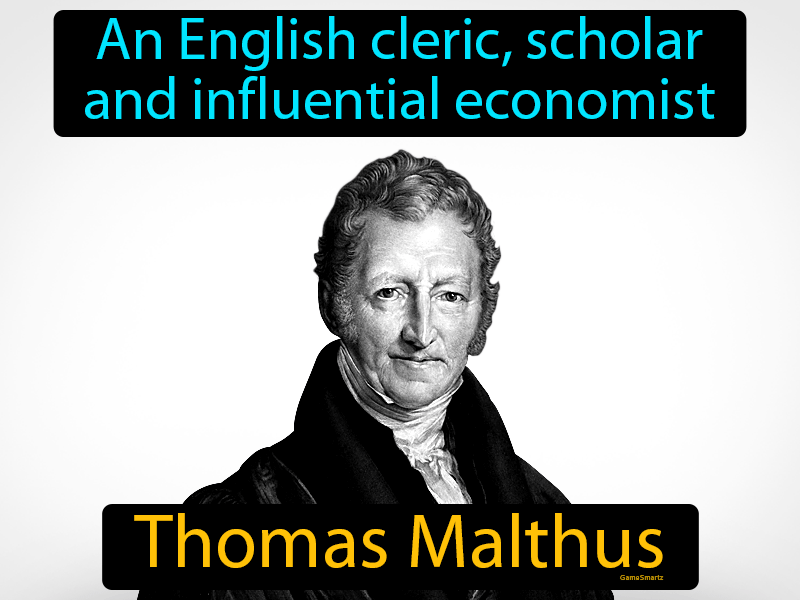 An English cleric, scholar
and influential economist
Thomas Malthus
GameSmartz